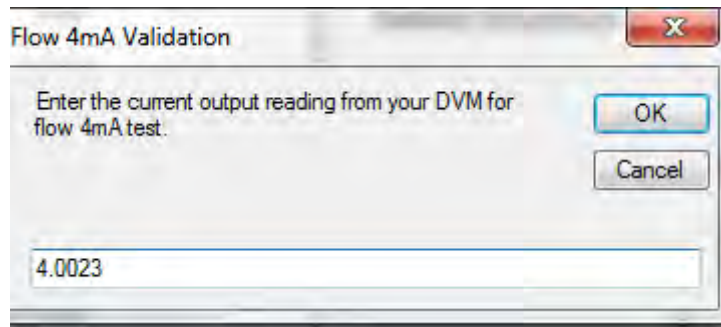 Flow 4mA Validation
Enter the current output reading from your DVM for
flow 4mA test.
OK
Cancel
4.0023